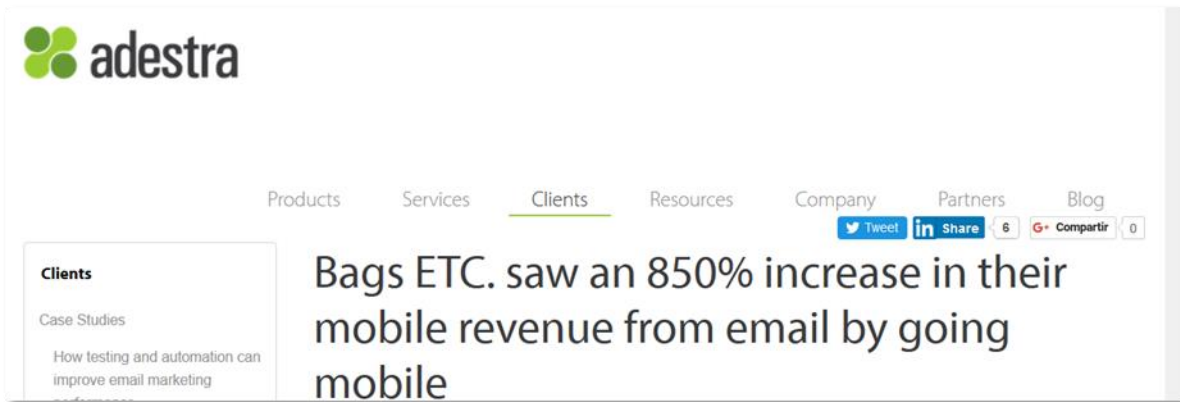 adestra
Products Services Clients Resources Company Partners Blog
Tweet in Share 6 G+ Compartir 0
Clients
Case Studies
How testing and automation can
improve email marketing
Bags ETC. saw an 850% increase in their
mobile revenue from email by going
mobile